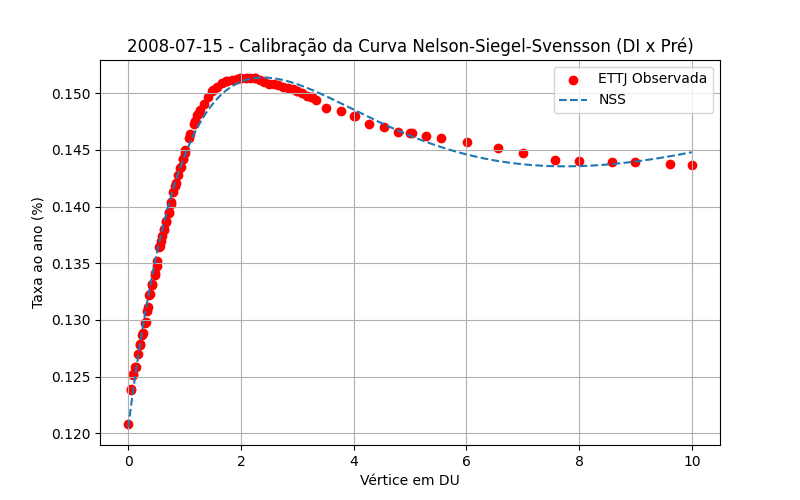 2008-07-15 - Calibração da Curva Nelson-Siegel-Svensson (DI x Pré)
ETTJ Observada
NSS
0.150
0.145
0.140
0.135
0.130
0.125
0.120
Taxa ao ano (%)
0 2 4 6 8 10
Vértice em DU